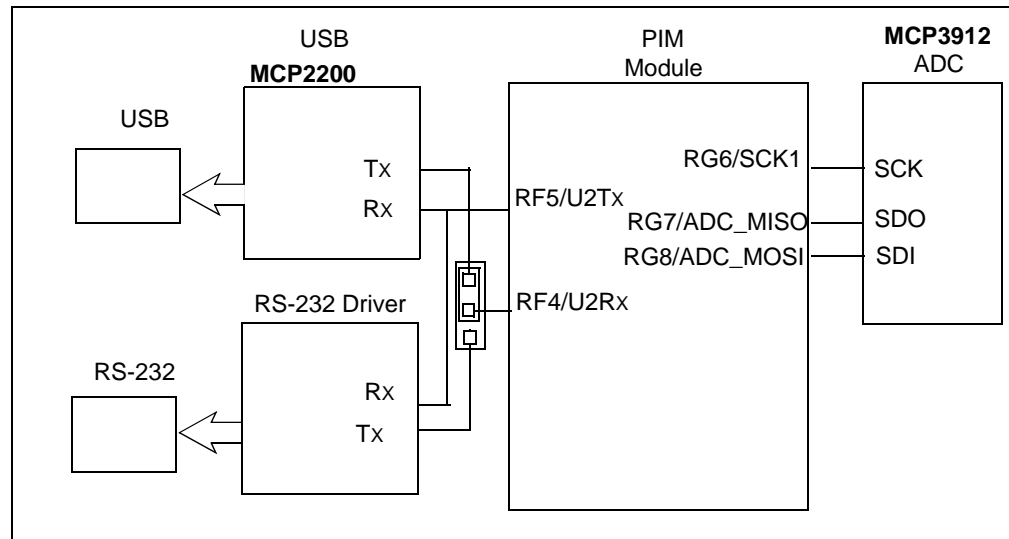 USB
MCP2200
PIM
Module
MCP3912
ADC
USB
Tx
Rx
RF5/U2Tx
RG6/SCK1
SCK
RG7/ADC_MISO
SDO
RG8/ADC_MOSI
SDI
RS-232 Driver
RF4/U2Rx
RS-232
Rx
Tx